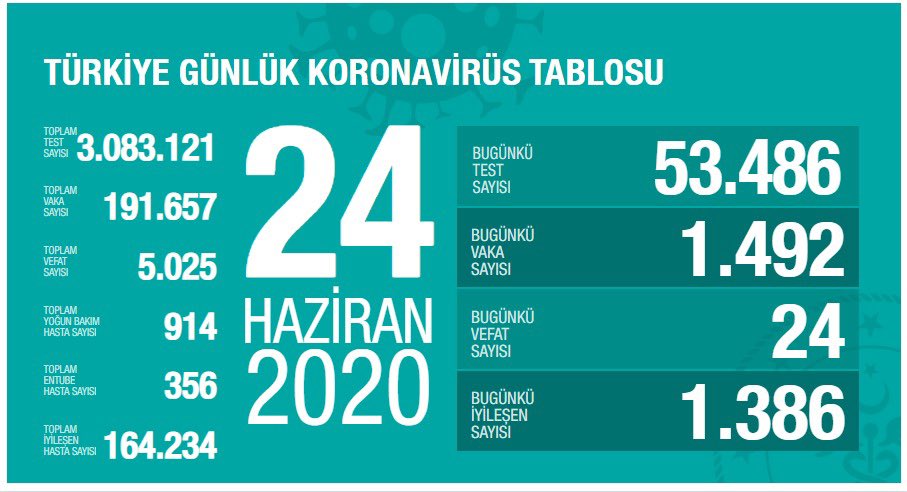 TÜRKİYE GÜNLÜK KORONAVİRÜS TABLOSU
TOPLAM
TEST
SAYISI
3.083.121
TOPLAM
VAKA
SAYISI
191.657
TOPLAM
VEFAT
SAYISI
5.025
TOPLAM
YOĞUN BAKIM
HASTA SAYISI
914
TOPLAM
ENTUBE
HASTA SAYISI
356
TOPLAM
İYİLEŞEN
HASTA SAYISI
164.234
24
HAZİRAN
2020
BUGÜNKÜ
TEST
SAYISI
53.486
BUGÜNKÜ
VAKA
SAYISI
1.492
BUGÜNKÜ
VEFAT
SAYISI
24
BUGÜNKÜ
İYİLEŞEN
SAYISI
1.386